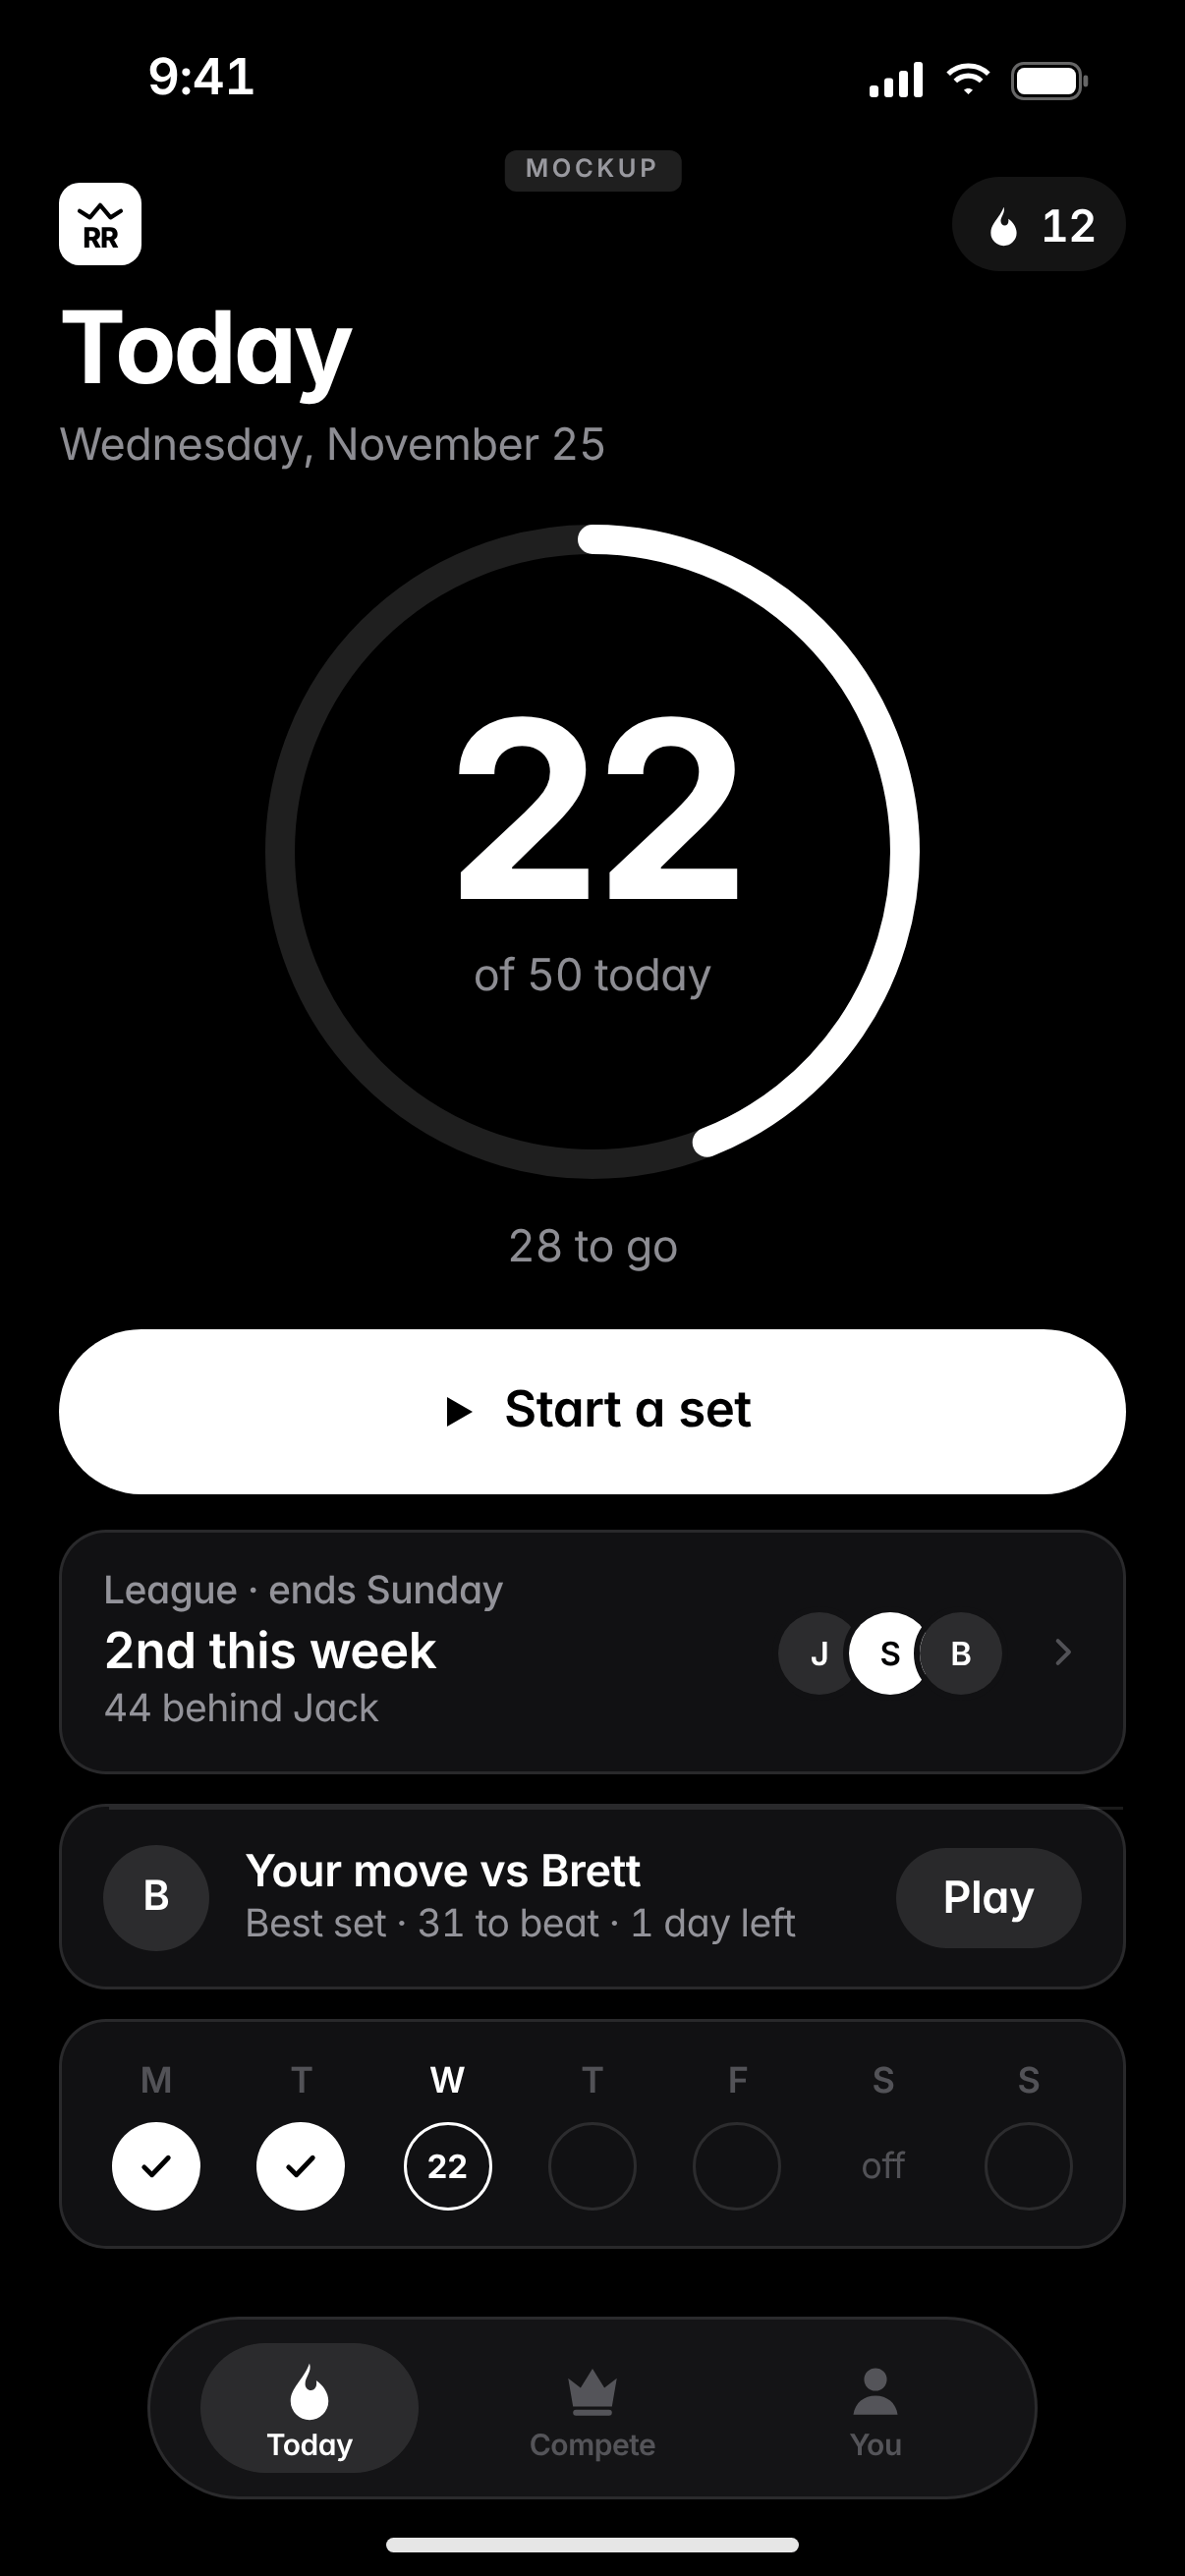 9:41
MOCKUP
RR
12
Today
Wednesday, November 25
22
of 50 today
28 to go
Start a set
League · ends Sunday
2nd this week
44 behind Jack
J S B
B
Your move vs Brett
Best set · 31 to beat · 1 day left
Play
M T W T F S S
22 off
Today Compete You